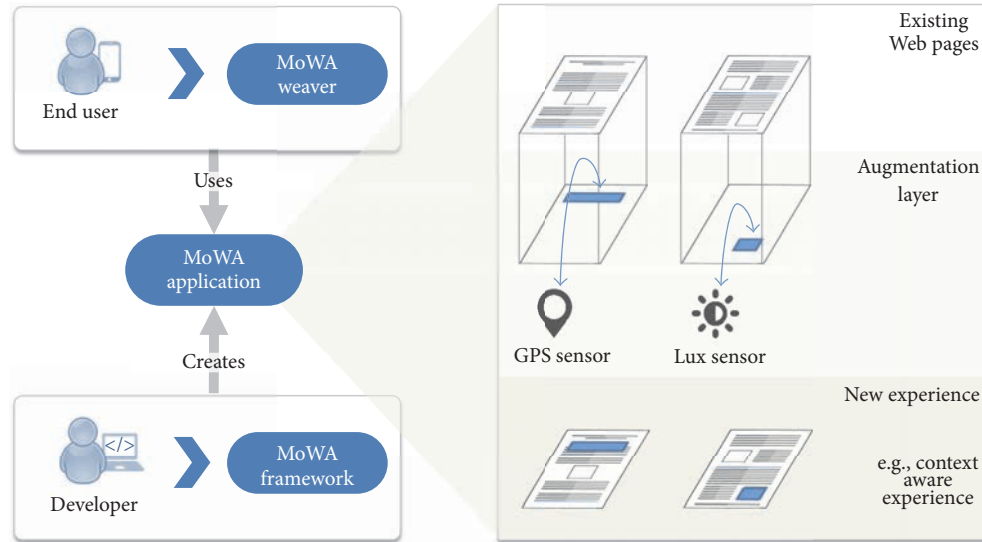 MoWA
weaver
End user
Uses
MoWA
application
Creates
</>
MoWA
framework
Developer
Existing
Web pages
Augmentation
layer
GPS sensor
Lux sensor
New experience
e.g., context
aware
experience